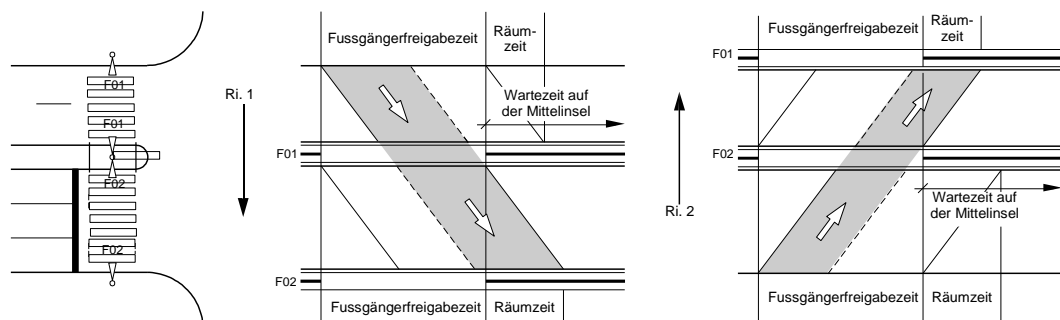 F01
F01
F02
F02
Ri. 1
Fussgängerfreigabezeit
Räum-
zeit
Wartezeit auf
der Mittelinsel
F01
F02
Fussgängerfreigabezeit
Räumzeit
Ri. 2
Fussgängerfreigabezeit
Räum-
zeit
F01
F02
Wartezeit auf
der Mittelinsel
Fussgängerfreigabezeit
Räumzeit